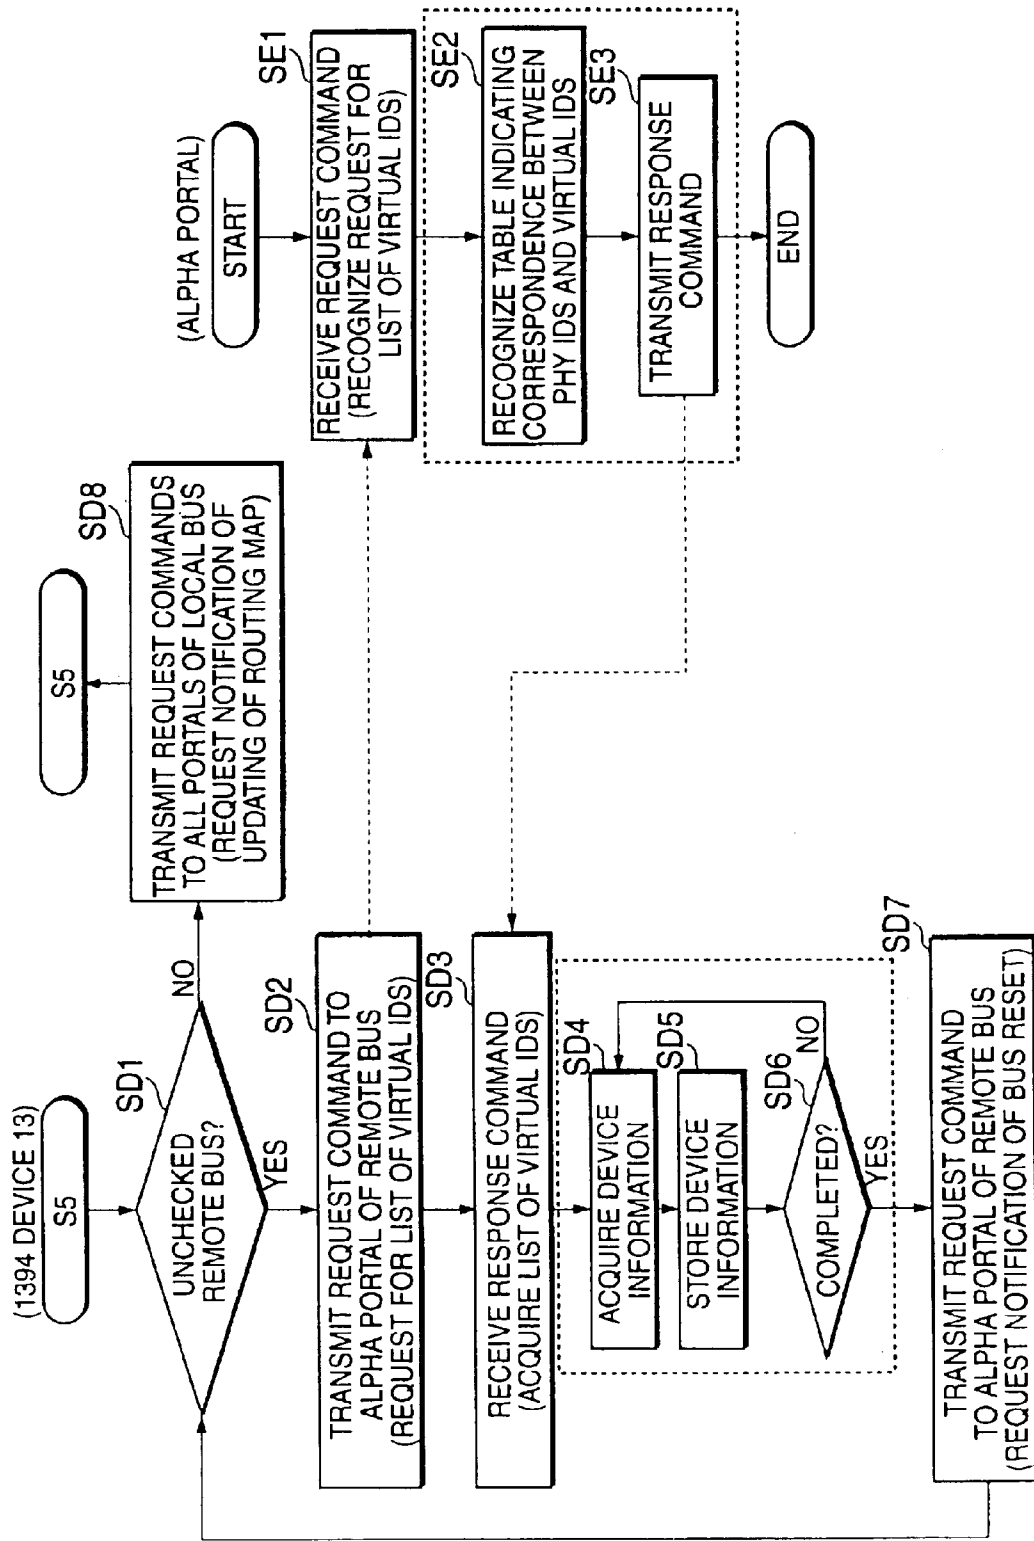 (1394 DEVICE 13)
S5
SD1
UNCHECKED
REMOTE BUS?
NO
YES
S5
SD8
TRANSMIT REQUEST COMMANDS
TO ALL PORTALS OF LOCAL BUS
(REQUEST NOTIFICATION OF
UPDATING OF ROUTING MAP)
SD2
TRANSMIT REQUEST COMMAND TO
ALPHA PORTAL OF REMOTE BUS
(REQUEST FOR LIST OF VIRTUAL IDS)
SD3
RECEIVE RESPONSE COMMAND
(ACQUIRE LIST OF VIRTUAL IDS)
SD4
ACQUIRE DEVICE
INFORMATION
SD5
STORE DEVICE
INFORMATION
SD6
COMPLETED?
NO
YES
SD7
TRANSMIT REQUEST COMMAND
TO ALPHA PORTAL OF REMOTE BUS
(REQUEST NOTIFICATION OF BUS RESET)
(ALPHA PORTAL)
START
SE1
RECEIVE REQUEST COMMAND
(RECOGNIZE REQUEST FOR
LIST OF VIRTUAL IDS)
SE2
RECOGNIZE TABLE INDICATING
CORRESPONDENCE BETWEEN
PHY IDS AND VIRTUAL IDS
SE3
TRANSMIT RESPONSE
COMMAND
END